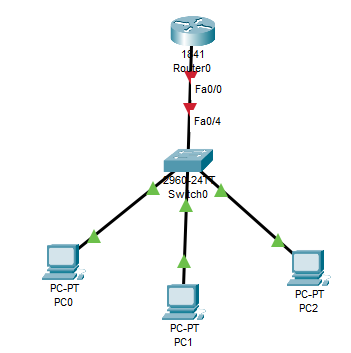 1841
Router0
Fa0/0
Fa0/4
2960-24TT
Switch0
PC-PT
PC0
PC-PT
PC1
PC-PT
PC2